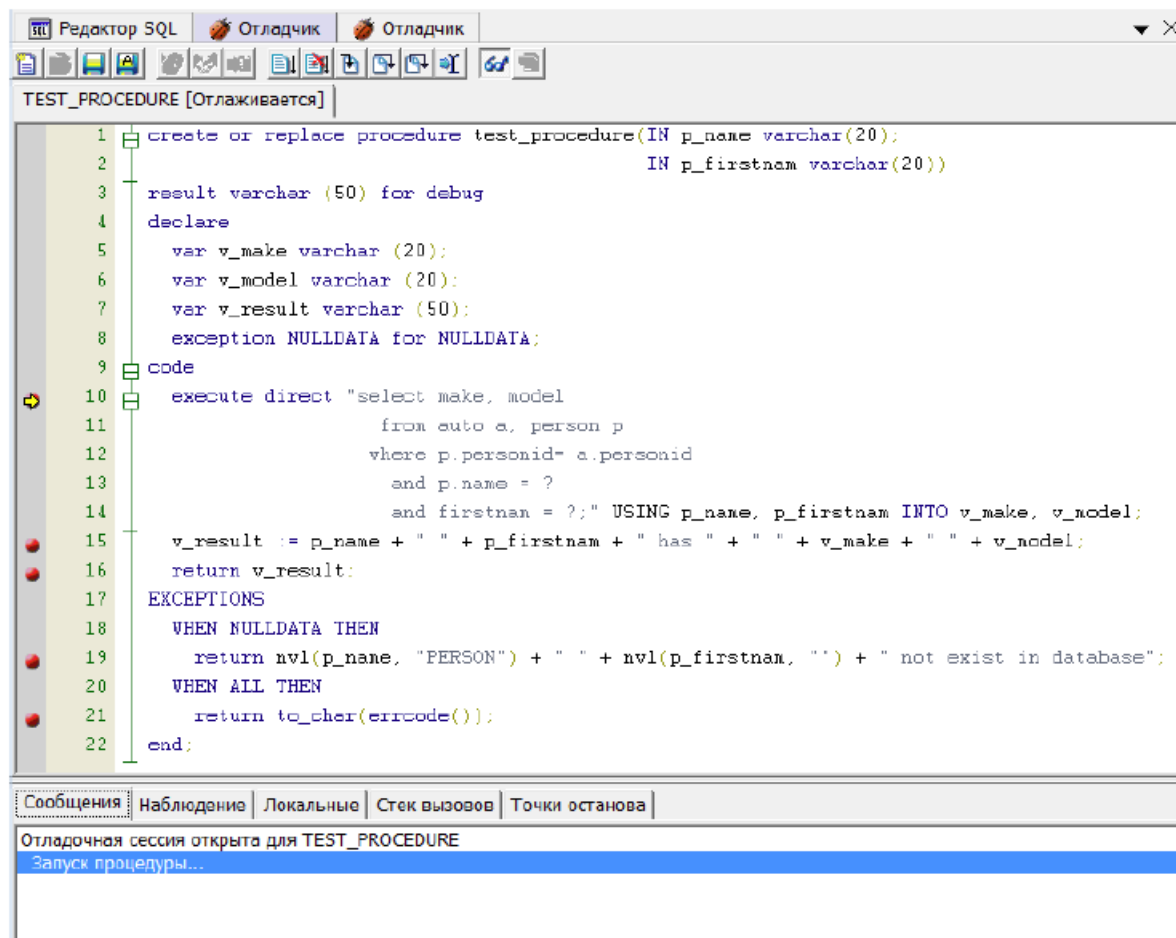 SQL Редактор SQL Отладчик Отладчик
TEST_PROCEDURE [Отлаживается]
1 create or replace procedure test_procedure(IN p_name varchar(20);
2 IN p_firstnam varchar(20))
3 result varchar (50) for debug
4 declare
5 var v_make varchar (20);
6 var v_model varchar (20);
7 var v_result varchar (50);
8 exception NULLDATA for NULLDATA;
9 code
10 execute direct "select make, model
11 from auto a, person p
12 where p.personid= a.personid
13 and p.name = ?
14 and firstnam = ?;" USING p_name, p_firstnam INTO v_make, v_model;
15 v_result := p_name + " " + p_firstnam + " has " + " " + v_make + " " + v_model;
16 return v_result;
17 EXCEPTIONS
18 WHEN NULLDATA THEN
19 return nvl(p_name, "PERSON") + " " + nvl(p_firstnam, "") + " not exist in database";
20 WHEN ALL THEN
21 return to_char(errcode());
22 end;
Сообщения Наблюдение Локальные Стек вызовов Точки останова
Отладочная сессия открыта для TEST_PROCEDURE
Запуск процедуры...